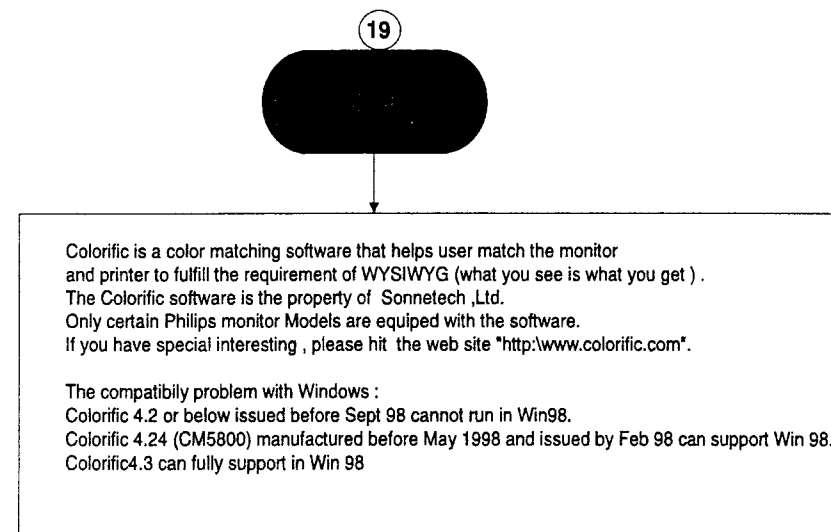 19
Colorific is a color matching software that helps user match the monitor
and printer to fulfill the requirement of WYSIWYG (what you see is what you get ) .
The Colorific software is the property of Sonnetech ,Ltd.
Only certain Philips monitor Models are equiped with the software.
If you have special interesting , please hit the web site "http:\www.colorific.com".
The compatibily problem with Windows :
Colorific 4.2 or below issued before Sept 98 cannot run in Win98.
Colorific 4.24 (CM5800) manufactured before May 1998 and issued by Feb 98 can support Win 98.
Colorific4.3 can fully support in Win 98